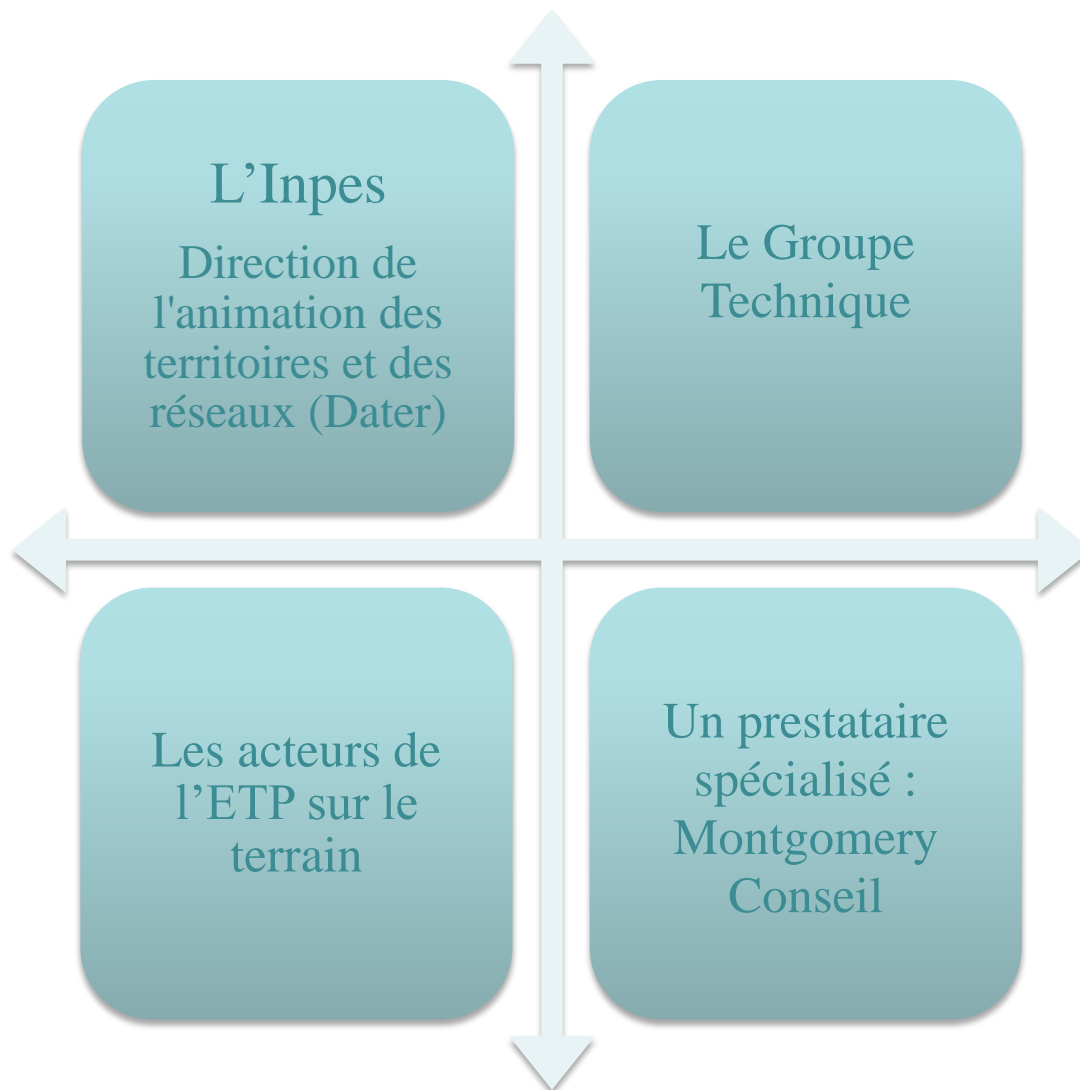 L’Inpes
Direction de
l'animation des
territoires et des
réseaux (Dater)
Le Groupe
Technique
Les acteurs de
l’ETP sur le
terrain
Un prestataire
spécialisé :
Montgomery
Conseil